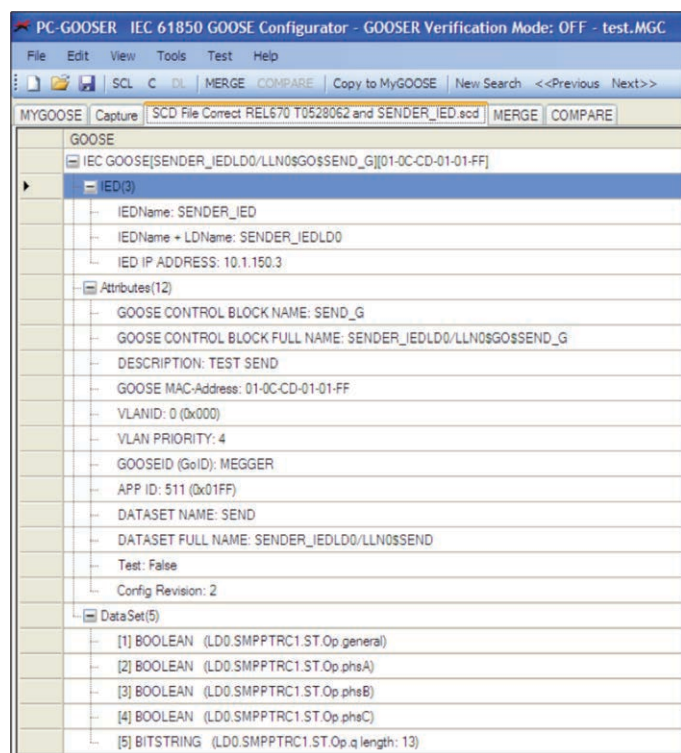 PC-GOOSER IEC 61850 GOOSE Configurator - GOOSER Verification Mode: OFF - test.MGC
File Edit View Tools Test Help
SCL C DL MERGE COMPARE Copy to MyGOOSE New Search <<Previous Next>>
MYGOOSE Capture SCD File Correct REL670 T0528062 and SENDER_IED.scd MERGE COMPARE
GOOSE
IEC GOOSE[SENDER_IEDLD0/LLN0$GO$SEND_G][01-0C-CD-01-01-FF]
IED(3)
IEDName: SENDER_IED
IEDName + LDName: SENDER_IEDLD0
IED IP ADDRESS: 10.1.150.3
Attributes(12)
GOOSE CONTROL BLOCK NAME: SEND_G
GOOSE CONTROL BLOCK FULL NAME: SENDER_IEDLD0/LLN0$GO$SEND_G
DESCRIPTION: TEST SEND
GOOSE MAC-Address: 01-0C-CD-01-01-FF
VLANID: 0 (0x000)
VLAN PRIORITY: 4
GOOSEID (GoID): MEGGER
APP ID: 511 (0x01FF)
DATASET NAME: SEND
DATASET FULL NAME: SENDER_IEDLD0/LLN0$SEND
Test: False
Config Revision: 2
DataSet(5)
[1] BOOLEAN (LD0.SMPPTRC1.ST.Op.general)
[2] BOOLEAN (LD0.SMPPTRC1.ST.Op.phsA)
[3] BOOLEAN (LD0.SMPPTRC1.ST.Op.phsB)
[4] BOOLEAN (LD0.SMPPTRC1.ST.Op.phsC)
[5] BITSTRING (LD0.SMPPTRC1.ST.Op.q length: 13)